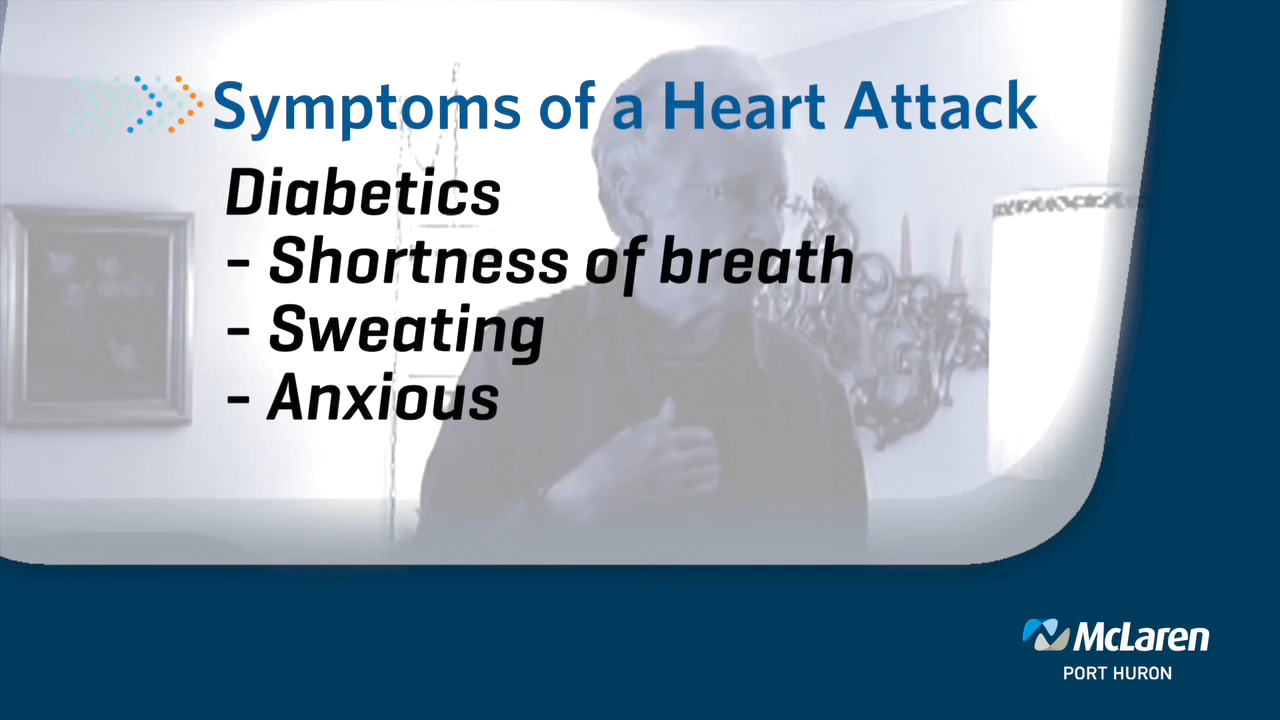 Symptoms of a Heart Attack
Diabetics
- Shortness of breath
- Sweating
- Anxious
McLaren
PORT HURON